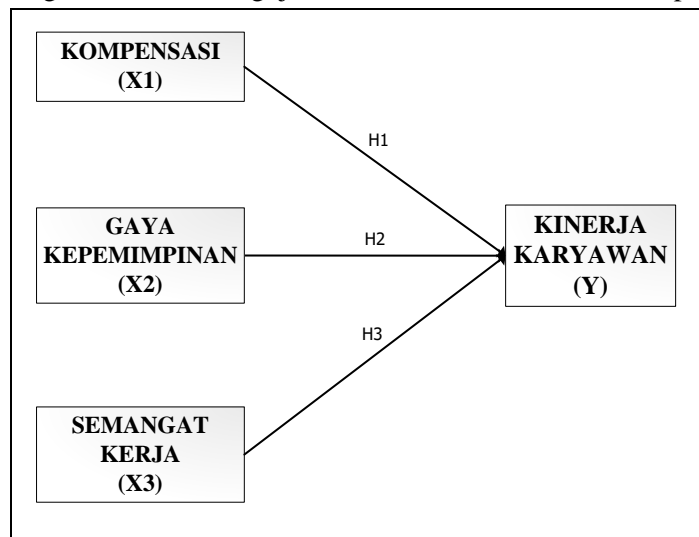 KOMPENSASI
(X1)
H1
GAYA
KEPEMIMPINAN
(X2)
H2
KINERJA
KARYAWAN
(Y)
H3
SEMANGAT
KERJA
(X3)